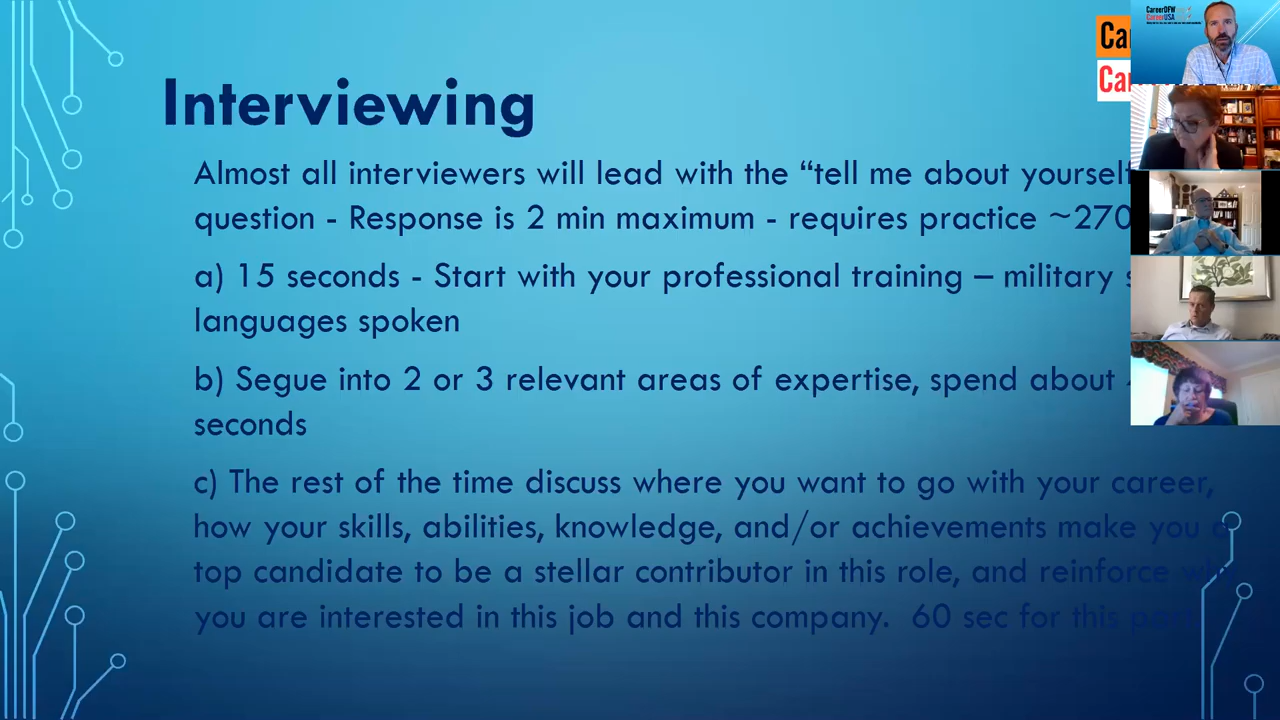 Interviewing
Almost all interviewers will lead with the “tell me about yourself
question - Response is 2 min maximum - requires practice ~270
a) 15 seconds - Start with your professional training – military
languages spoken
b) Segue into 2 or 3 relevant areas of expertise, spend about
seconds
c) The rest of the time discuss where you want to go with your career,
how your skills, abilities, knowledge, and/or achievements make you a
top candidate to be a stellar contributor in this role, and reinforce why
you are interested in this job and this company. 60 sec for this part
CareerDFW
CareerUSA